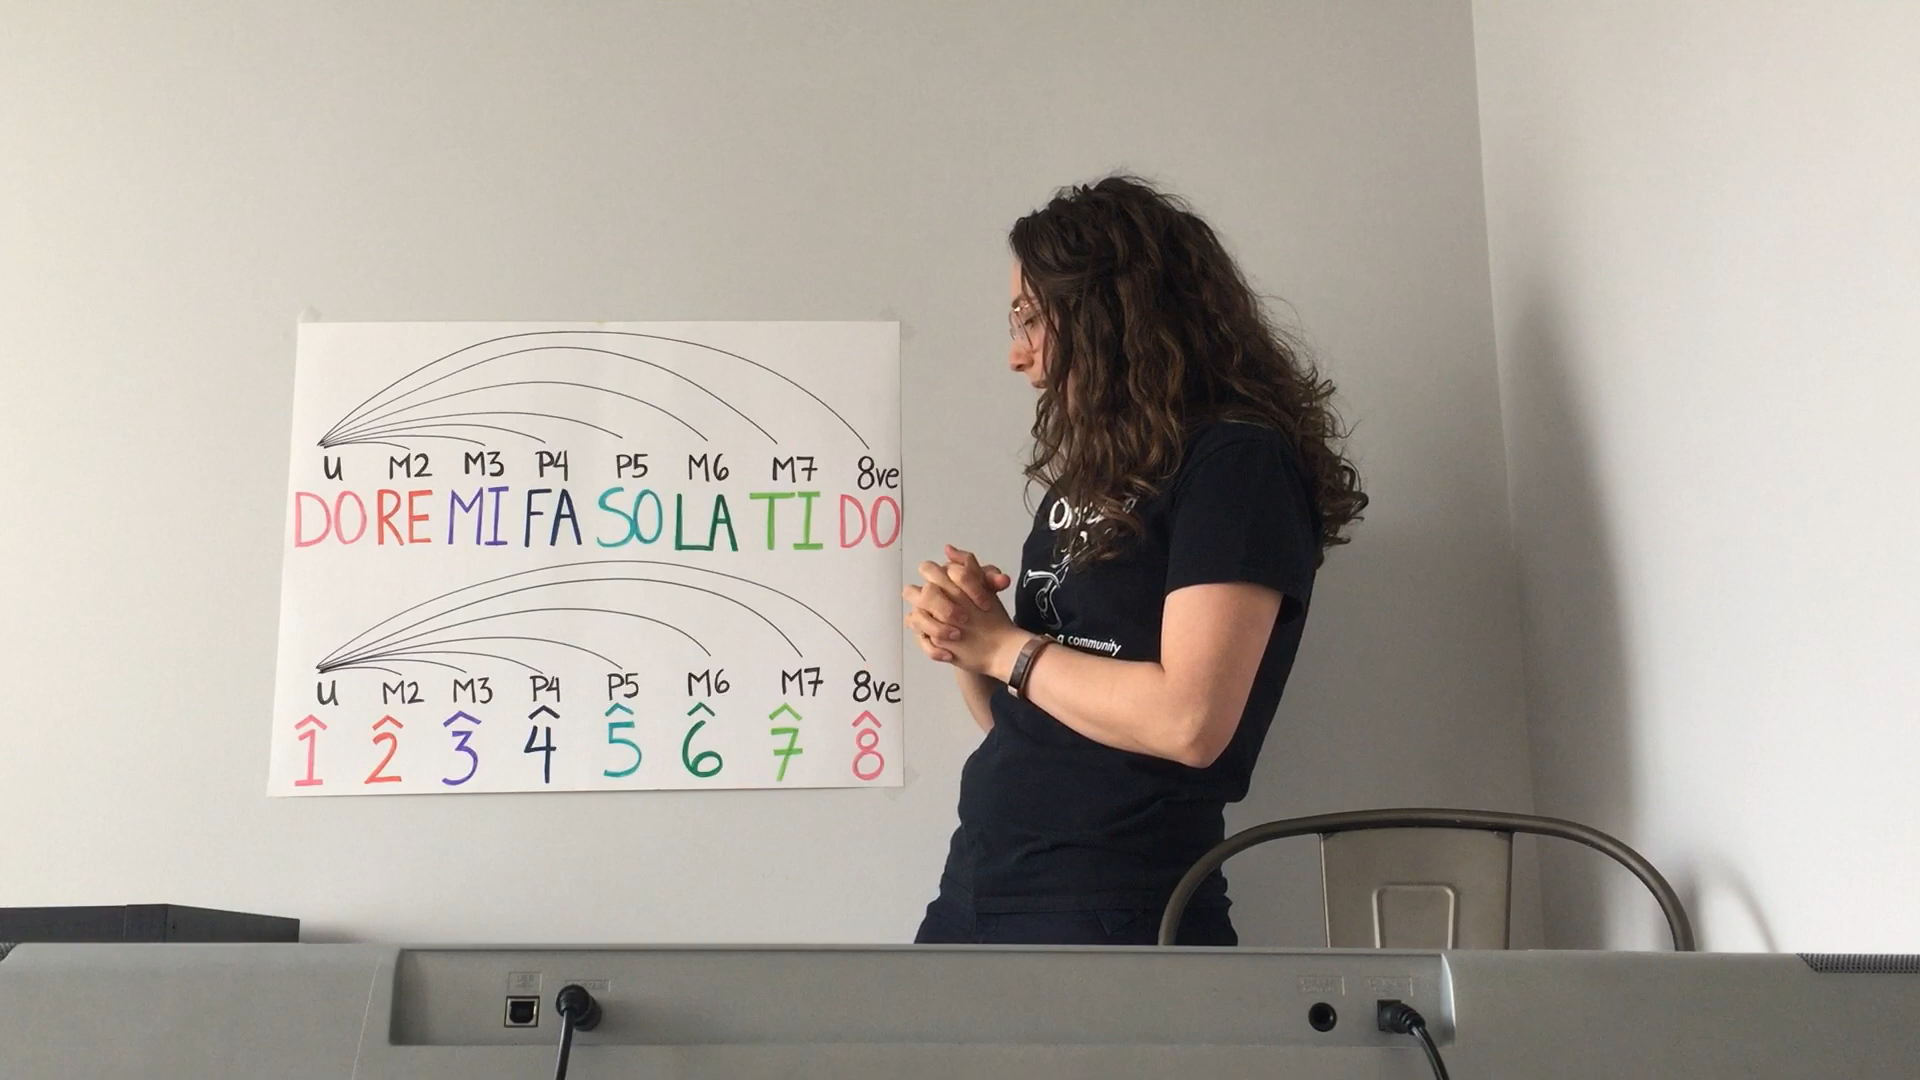 u M2 M3 P4 P5 M6 M7 8ve
DO RE MI FA SO LA TI DO
u M2 M3 P4 P5 M6 M7 8ve
1̂ 2̂ 3̂ 4̂ 5̂ 6̂ 7̂ 8̂
a community